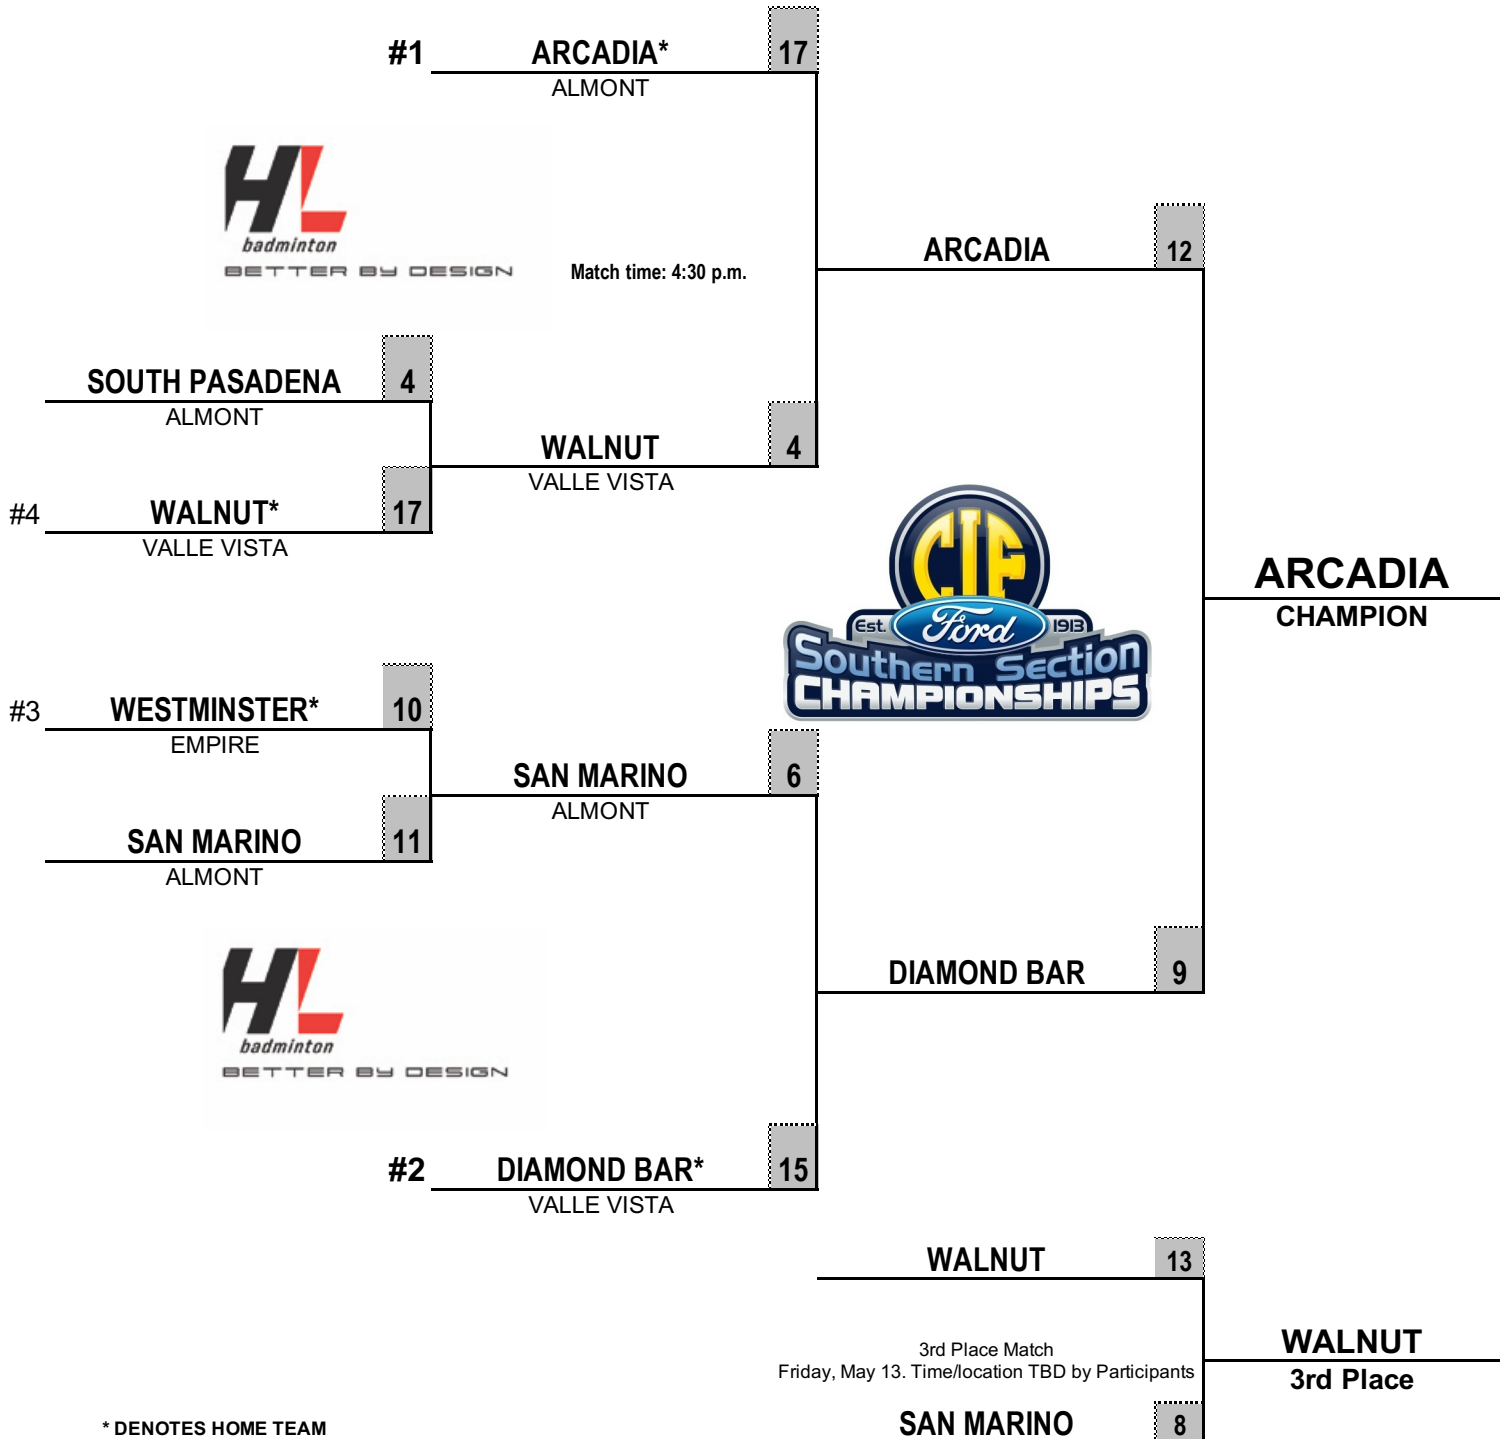 #1 ARCADIA* 17
ALMONT
HL
badminton
BETTER BY DESIGN
Match time: 4:30 p.m.
ARCADIA 12
SOUTH PASADENA 4
ALMONT
WALNUT 4
VALLE VISTA
#4 WALNUT* 17
VALLE VISTA
CIF
Est. Ford 1913
Southern Section
CHAMPIONSHIPS
ARCADIA
CHAMPION
#3 WESTMINSTER* 10
EMPIRE
SAN MARINO 6
ALMONT
SAN MARINO 11
ALMONT
HL
badminton
BETTER BY DESIGN
DIAMOND BAR 9
#2 DIAMOND BAR* 15
VALLE VISTA
WALNUT 13
3rd Place Match
Friday, May 13. Time/location TBD by Participants
WALNUT
3rd Place
SAN MARINO 8
* DENOTES HOME TEAM